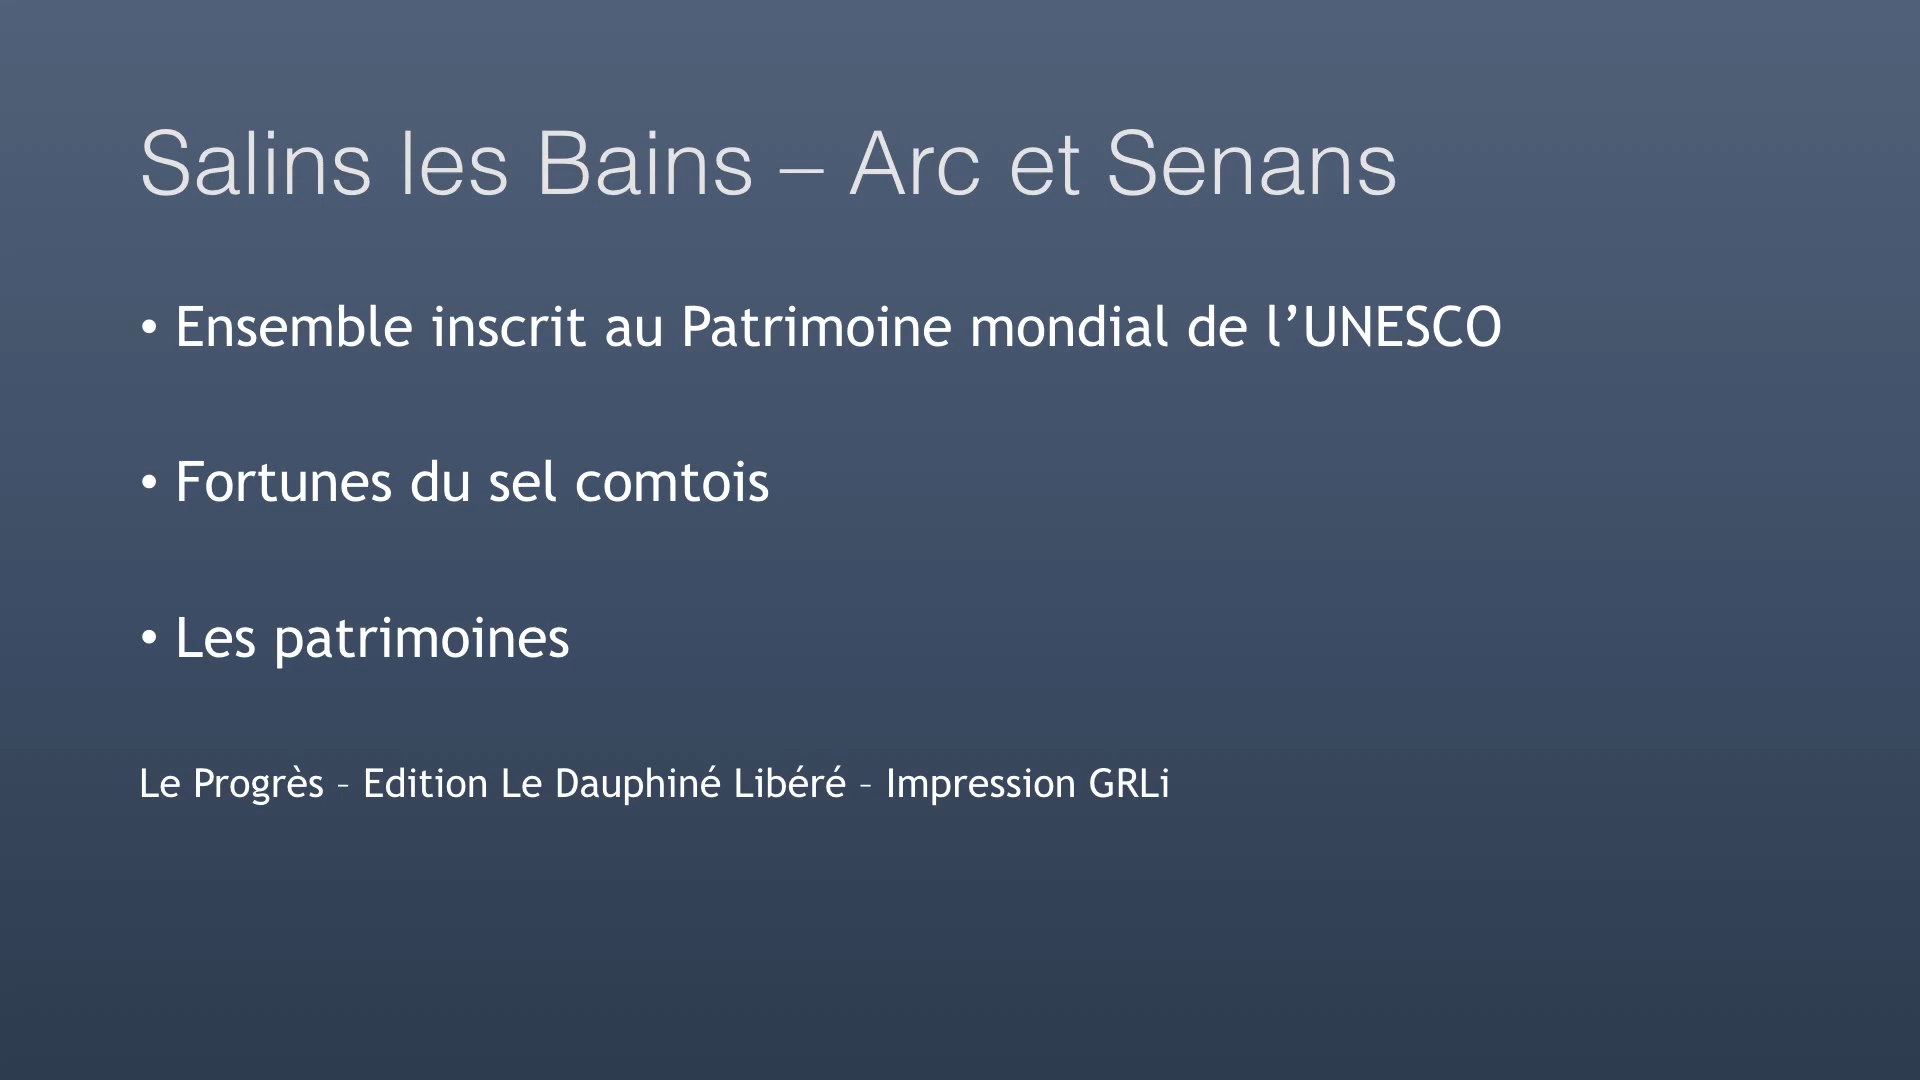 Salins les Bains – Arc et Senans
• Ensemble inscrit au Patrimoine mondial de l’UNESCO
• Fortunes du sel comtois
• Les patrimoines
Le Progrès – Edition Le Dauphiné Libéré – Impression GRLi